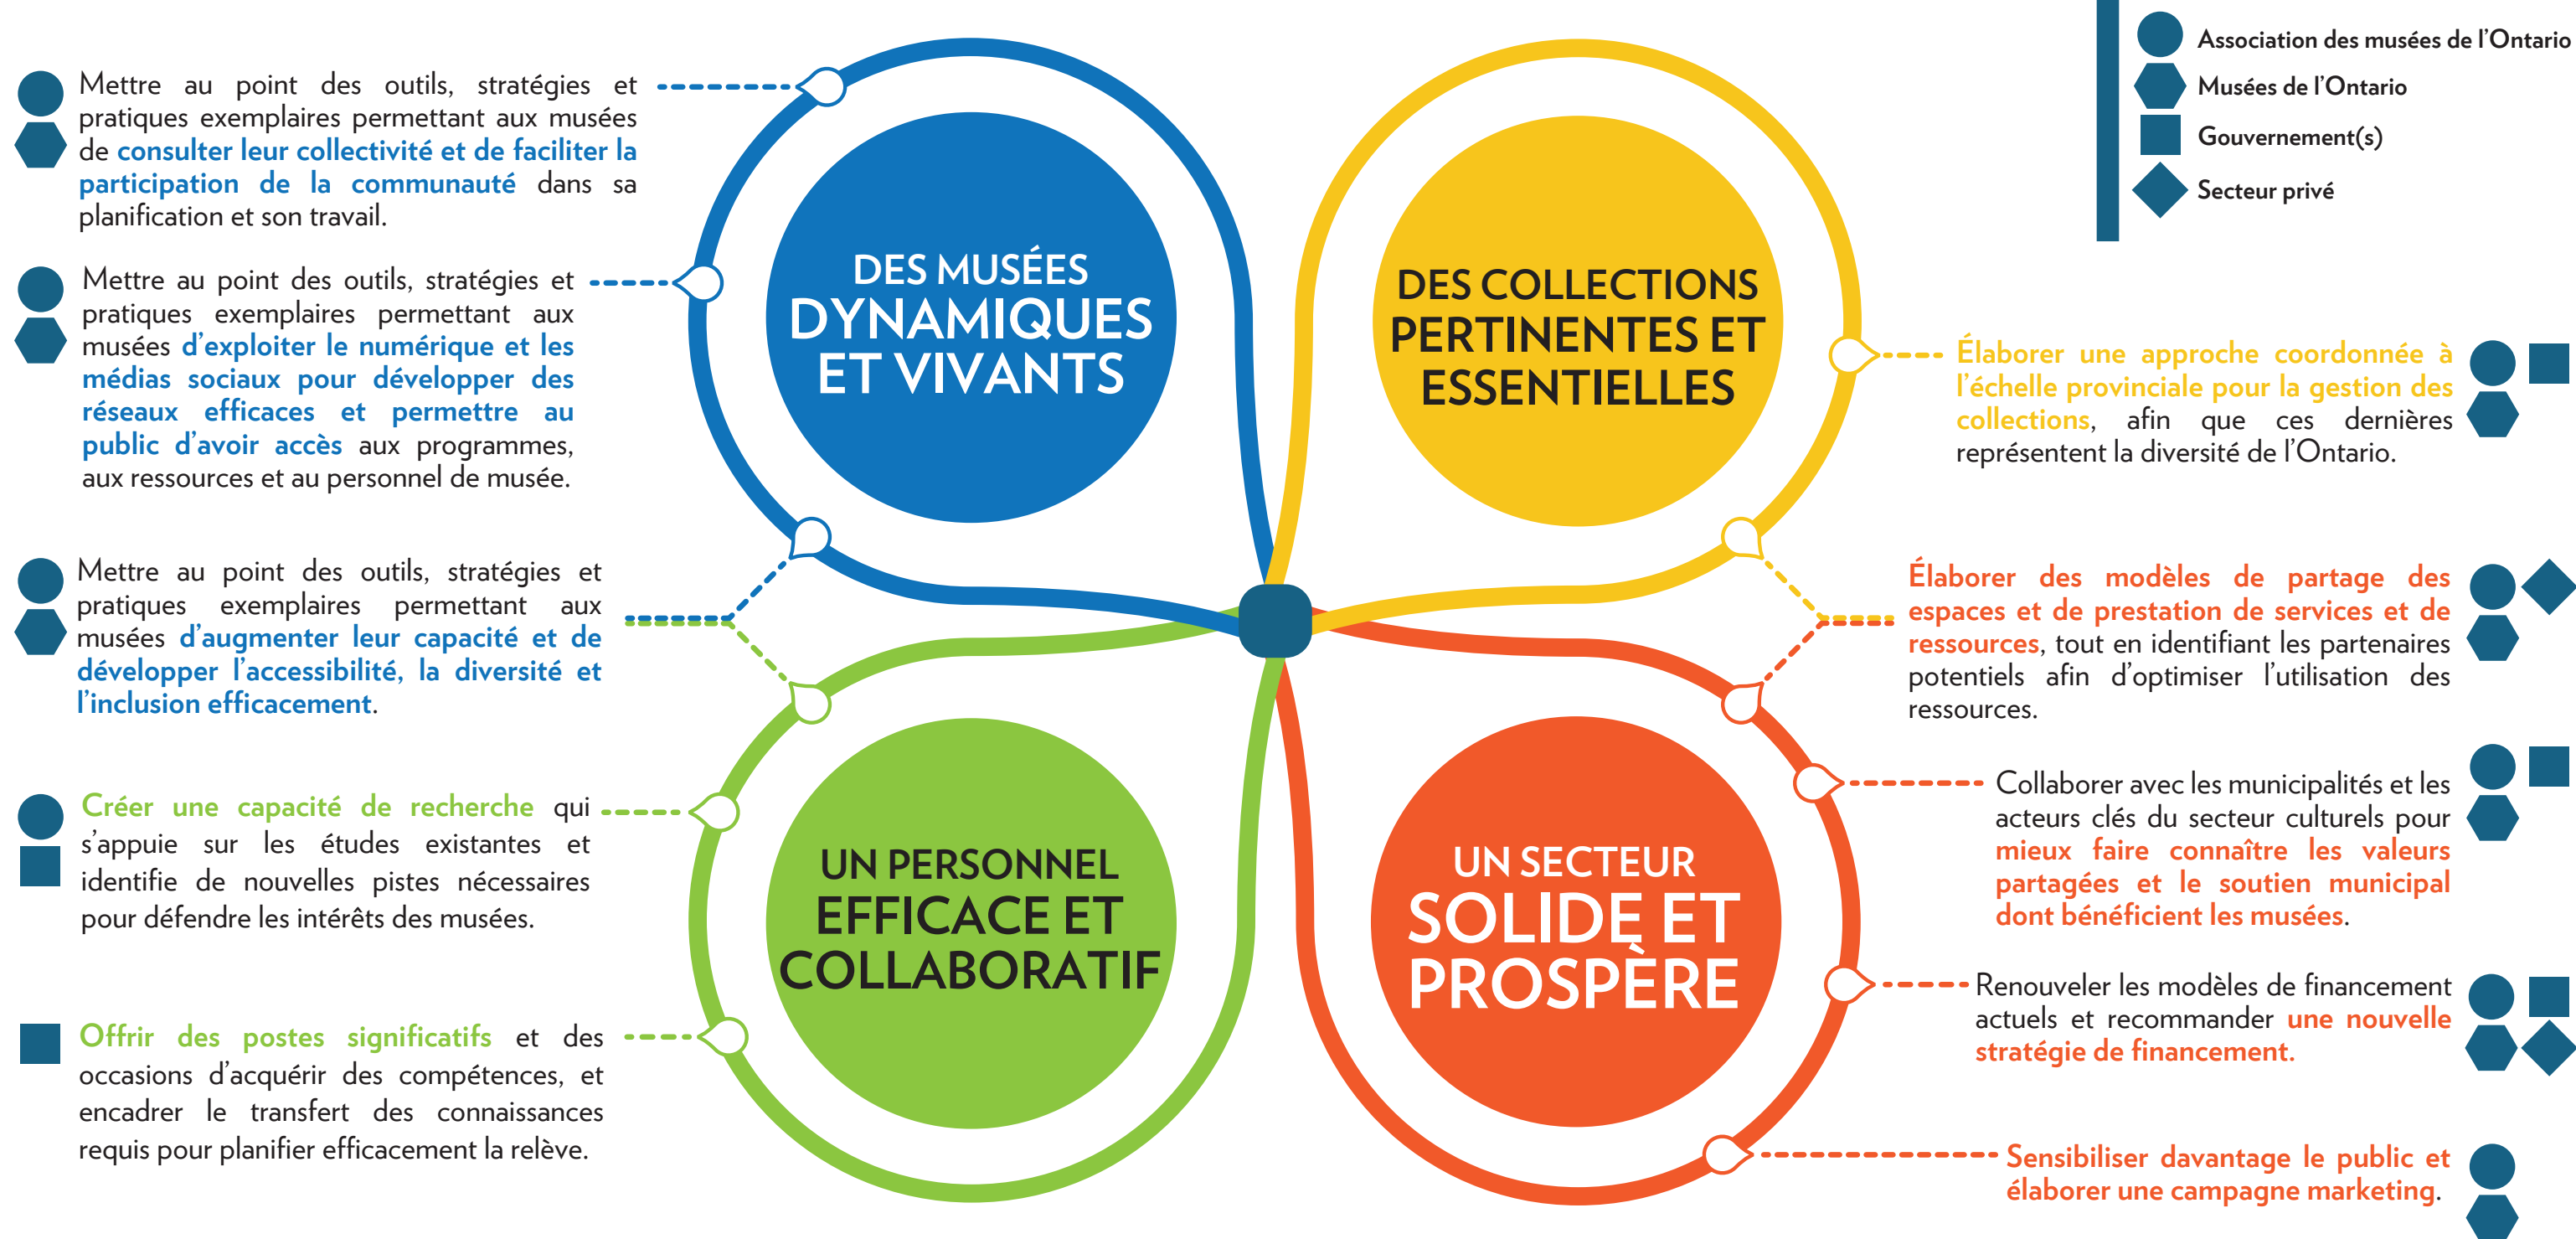 Association des musées de l'Ontario
Musées de l'Ontario
Gouvernement(s)
Secteur privé
Mettre au point des outils, stratégies et
pratiques exemplaires permettant aux musées
de consulter leur collectivité et de faciliter la
participation de la communauté dans sa
planification et son travail.
Mettre au point des outils, stratégies et
pratiques exemplaires permettant aux
musées d'exploiter le numérique et les
médias sociaux pour développer des
réseaux efficaces et permettre au
public d'avoir accès aux programmes,
aux ressources et au personnel de musée.
Mettre au point des outils, stratégies et
pratiques exemplaires permettant aux
musées d'augmenter leur capacité et de
développer l'accessibilité, la diversité et
l'inclusion efficacement.
Créer une capacité de recherche qui
s'appuie sur les études existantes et
identifie de nouvelles pistes nécessaires
pour défendre les intérêts des musées.
Offrir des postes significatifs et des
occasions d'acquérir des compétences, et
encadrer le transfert des connaissances
requis pour planifier efficacement la relève.
DES MUSÉES
DYNAMIQUES
ET VIVANTS
DES COLLECTIONS
PERTINENTES ET
ESSENTIELLES
UN PERSONNEL
EFFICACE ET
COLLABORATIF
UN SECTEUR
SOLIDE ET
PROSPÈRE
Élaborer une approche coordonnée à
l'échelle provinciale pour la gestion des
collections, afin que ces dernières
représentent la diversité de l'Ontario.
Élaborer des modèles de partage des
espaces et de prestation de services et de
ressources, tout en identifiant les partenaires
potentiels afin d'optimiser l'utilisation des
ressources.
Collaborer avec les municipalités et les
acteurs clés du secteur culturels pour
mieux faire connaître les valeurs
partagées et le soutien municipal
dont bénéficient les musées.
Renouveler les modèles de financement
actuels et recommander une nouvelle
stratégie de financement.
Sensibiliser davantage le public et
élaborer une campagne marketing.